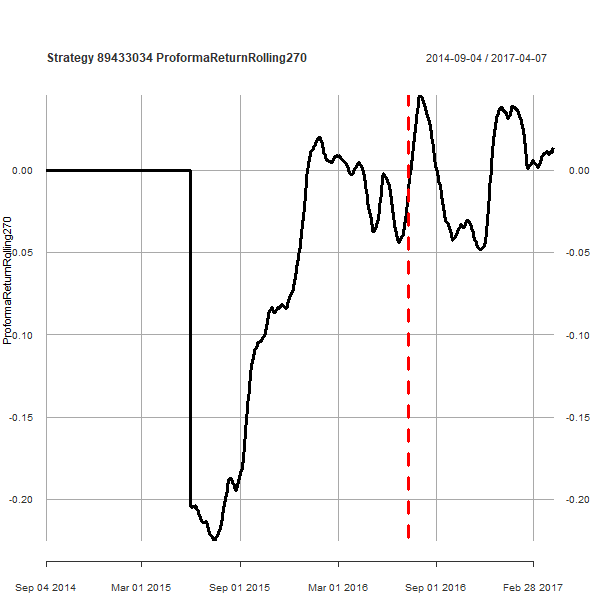 Strategy 89433034 ProformaReturnRolling270
2014-09-04 / 2017-04-07
ProformaReturnRolling270
0.00
-0.05
-0.10
-0.15
-0.20
0.00
-0.05
-0.10
-0.15
-0.20
Sep 04 2014
Mar 01 2015
Sep 01 2015
Mar 01 2016
Sep 01 2016
Feb 28 2017